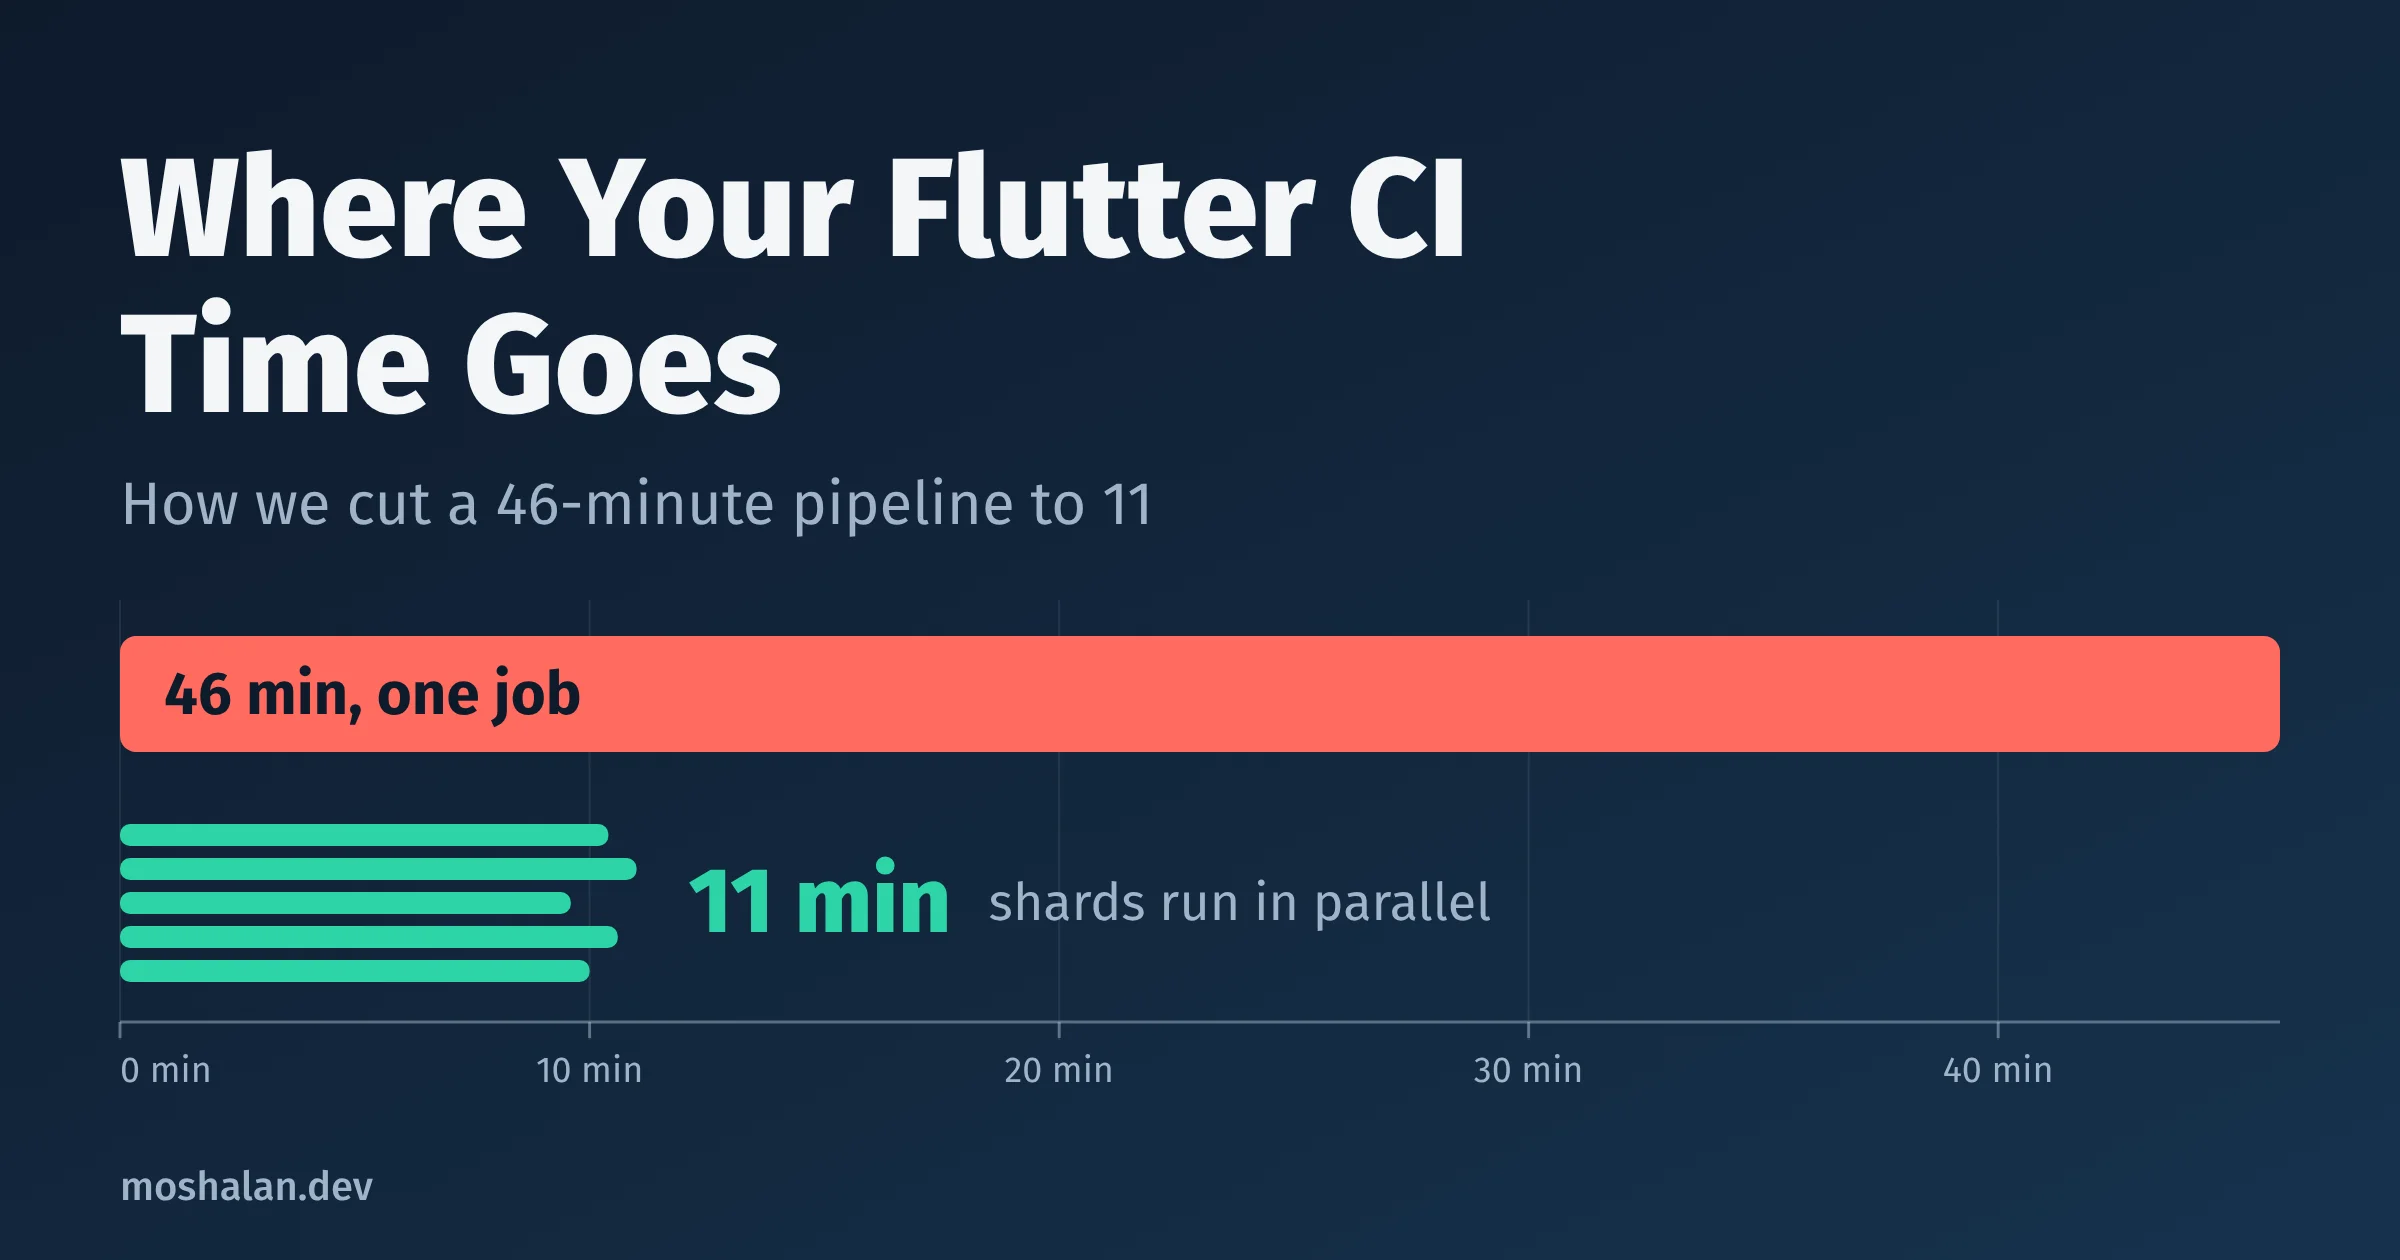 Where Your Flutter CI
Time Goes
How we cut a 46-minute pipeline to 11
46 min, one job
11 min shards run in parallel
0 min 10 min 20 min 30 min 40 min
moshalan.dev